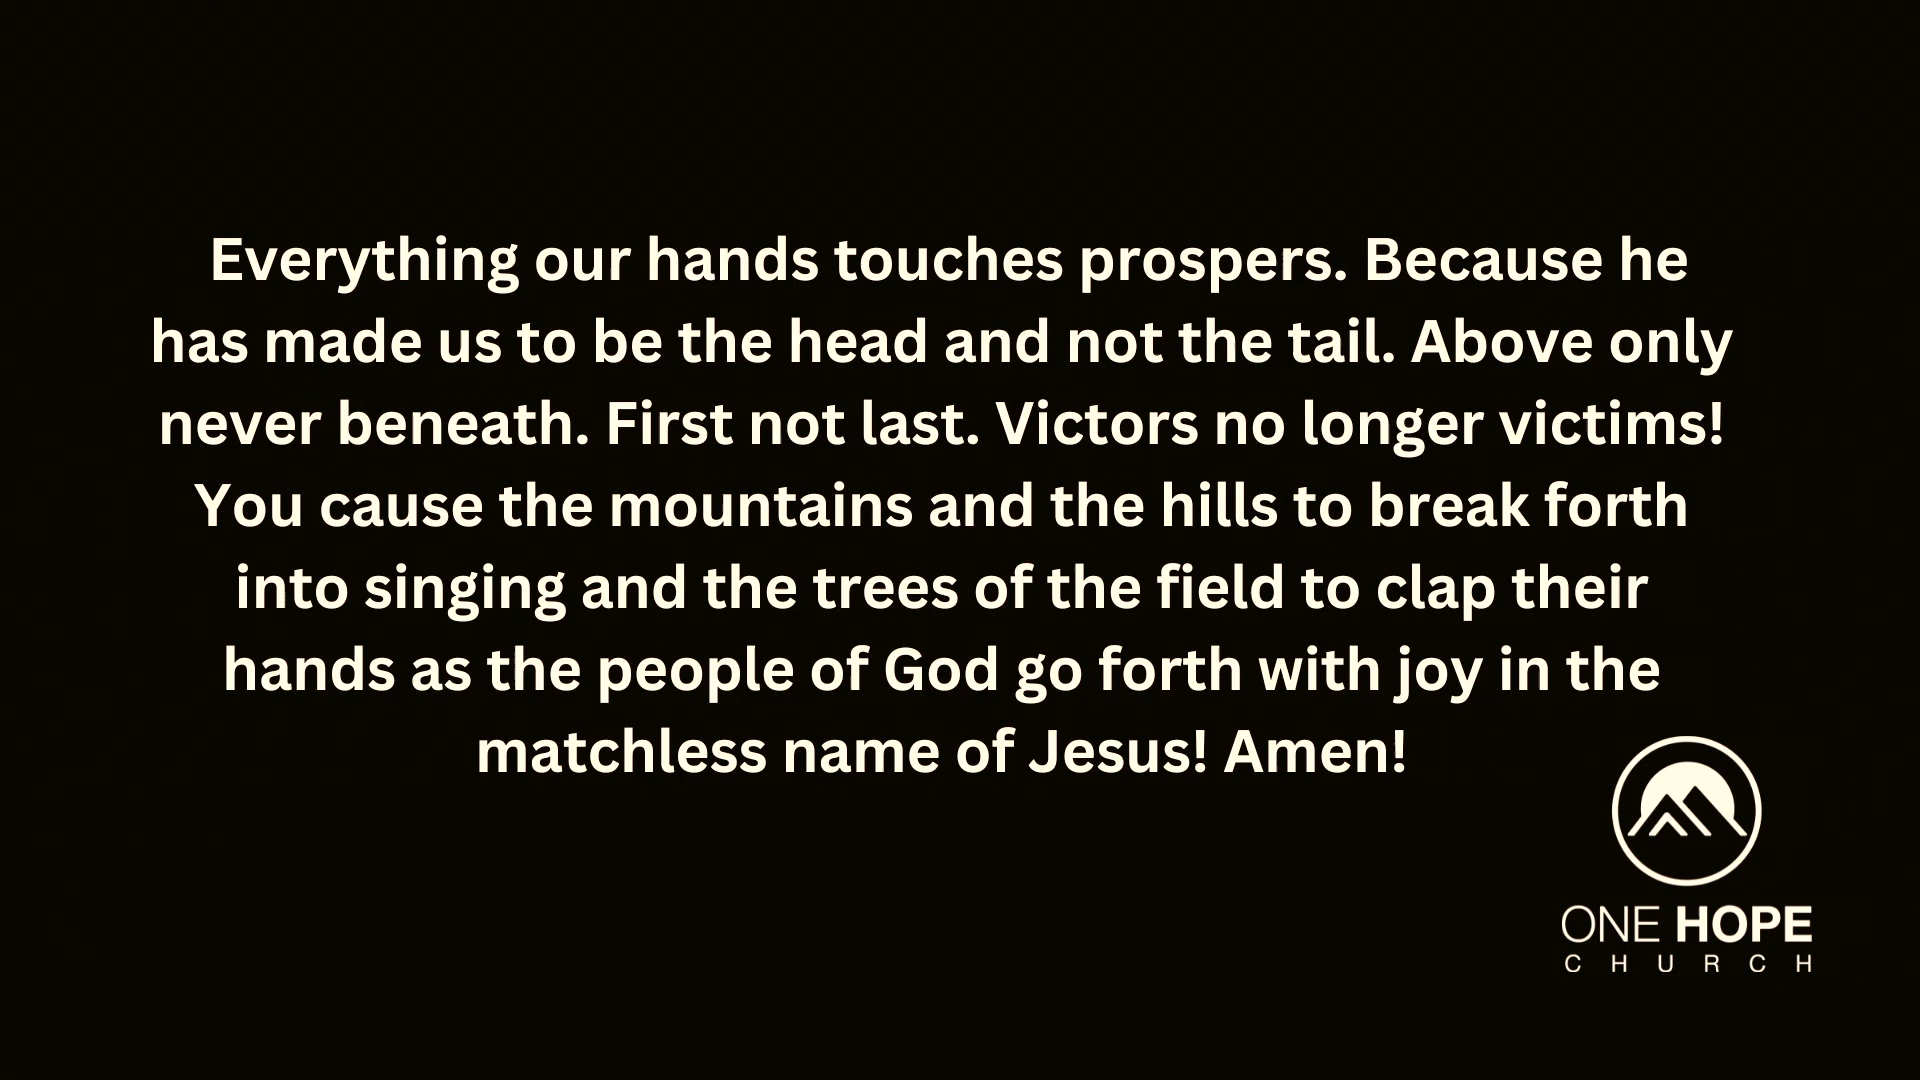 Everything our hands touches prospers. Because he
has made us to be the head and not the tail. Above only
never beneath. First not last. Victors no longer victims!
You cause the mountains and the hills to break forth
into singing and the trees of the field to clap their
hands as the people of God go forth with joy in the
matchless name of Jesus! Amen!
ONE HOPE
CHURCH